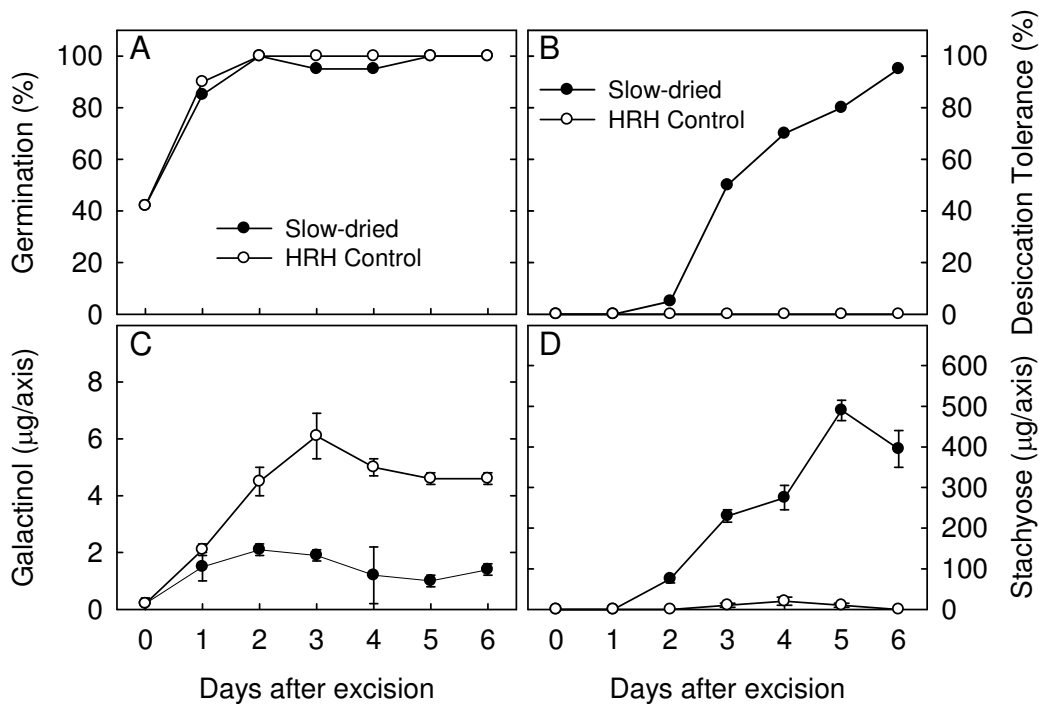 A
Germination (%)
100
80
60
40
20
0
Slow-dried
HRH Control
B
Slow-dried
HRH Control
100
80
60
40
20
0
Desiccation Tolerance (%)
C
Galactinol (μg/axis)
8
6
4
2
0
0 1 2 3 4 5 6
Days after excision
D
600
500
400
300
200
100
0
Stachyose (μg/axis)
0 1 2 3 4 5 6
Days after excision